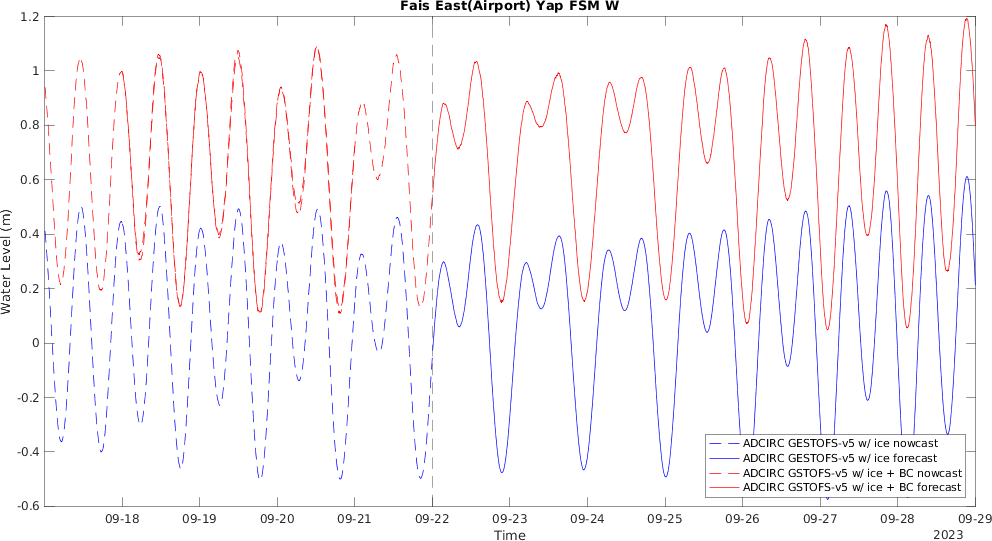 Fais East(Airport) Yap FSM W
Water Level (m)
1.2
1
0.8
0.6
0.4
0.2
0
-0.2
-0.4
-0.6
ADCIRC GESTOFS-v5 w/ ice nowcast
ADCIRC GESTOFS-v5 w/ ice forecast
ADCIRC GSTOFS-v5 w/ ice + BC nowcast
ADCIRC GSTOFS-v5 w/ ice + BC forecast
09-18 09-19 09-20 09-21 09-22 09-23 09-24 09-25 09-26 09-27 09-28 09-29
Time
2023